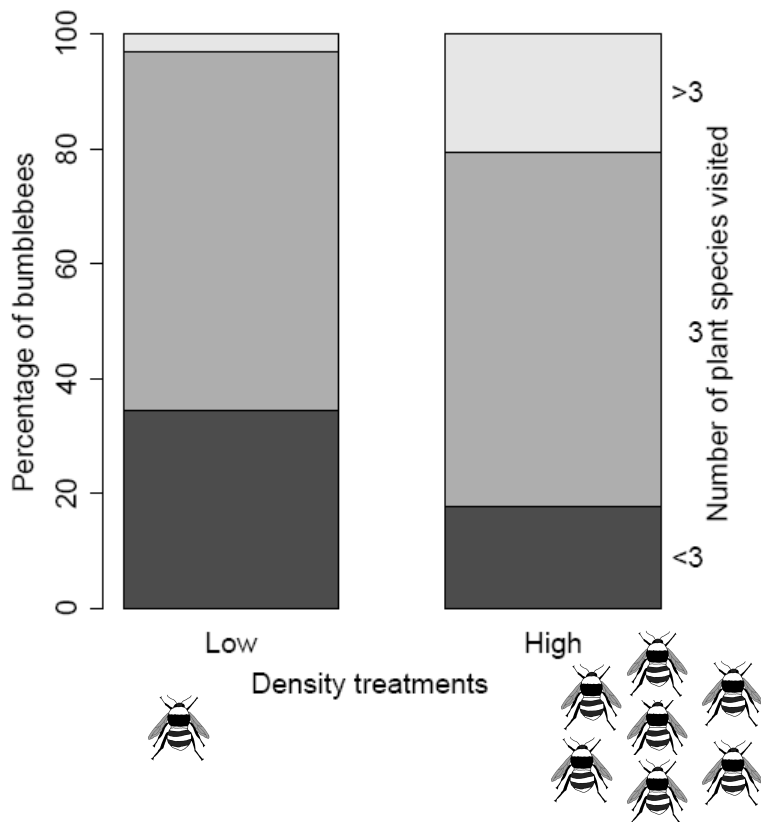 Percentage of bumblebees
100
80
60
40
20
0
>3
3
<3
Number of plant species visited
Low
High
Density treatments